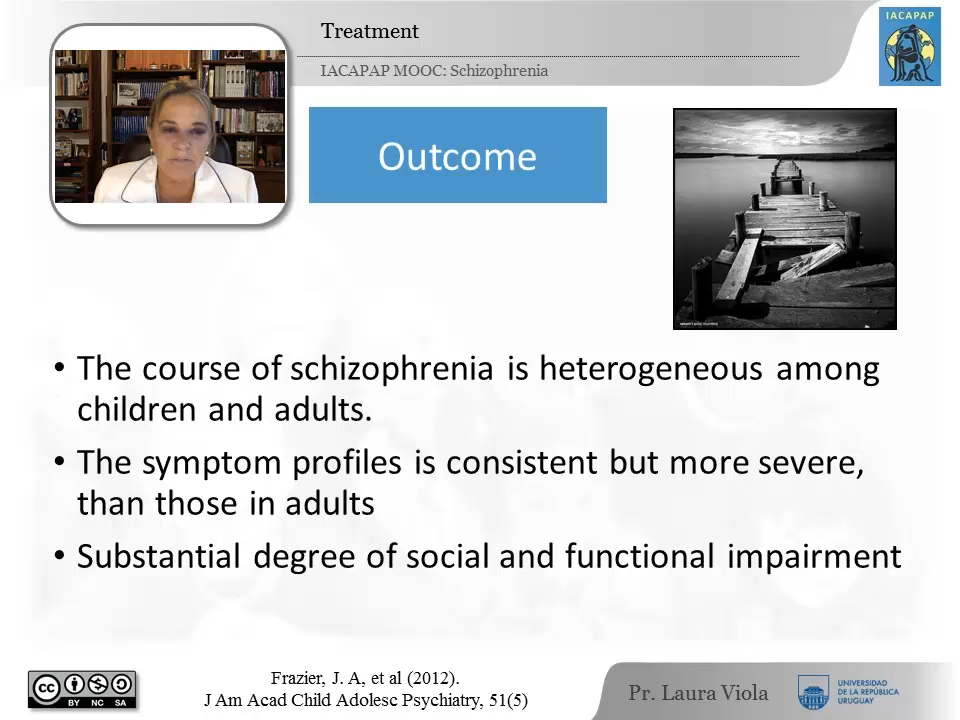 Treatment
IACAPAP MOOC: Schizophrenia
IACAPAP
Outcome
• The course of schizophrenia is heterogeneous among
children and adults.
• The symptom profiles is consistent but more severe,
than those in adults
• Substantial degree of social and functional impairment
cc
BY NC SA
Frazier, J. A, et al (2012).
J Am Acad Child Adolesc Psychiatry, 51(5)
Pr. Laura Viola
UNIVERSIDAD
DE LA REPÚBLICA
URUGUAY